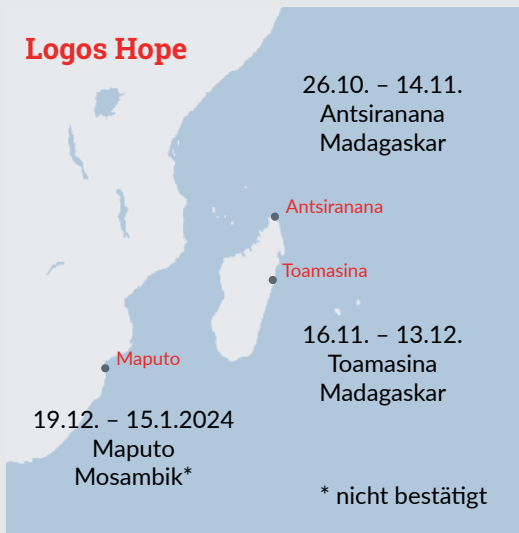 Logos Hope
26.10. – 14.11.
Antsiranana
Madagaskar
Antsiranana
Toamasina
16.11. – 13.12.
Toamasina
Madagaskar
Maputo
19.12. – 15.1.2024
Maputo
Mosambik*
* nicht bestätigt